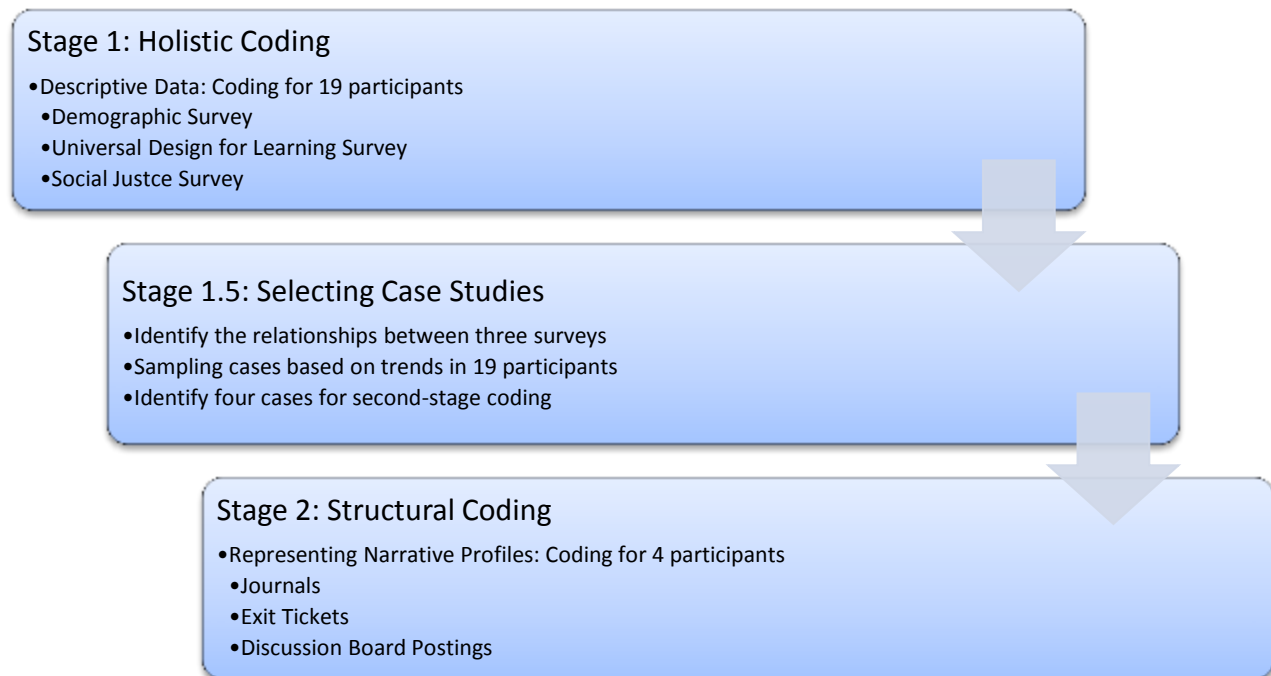 Stage 1: Holistic Coding
•Descriptive Data: Coding for 19 participants
•Demographic Survey
•Universal Design for Learning Survey
•Social Justce Survey
Stage 1.5: Selecting Case Studies
•Identify the relationships between three surveys
•Sampling cases based on trends in 19 participants
•Identify four cases for second-stage coding
Stage 2: Structural Coding
•Representing Narrative Profiles: Coding for 4 participants
•Journals
•Exit Tickets
•Discussion Board Postings